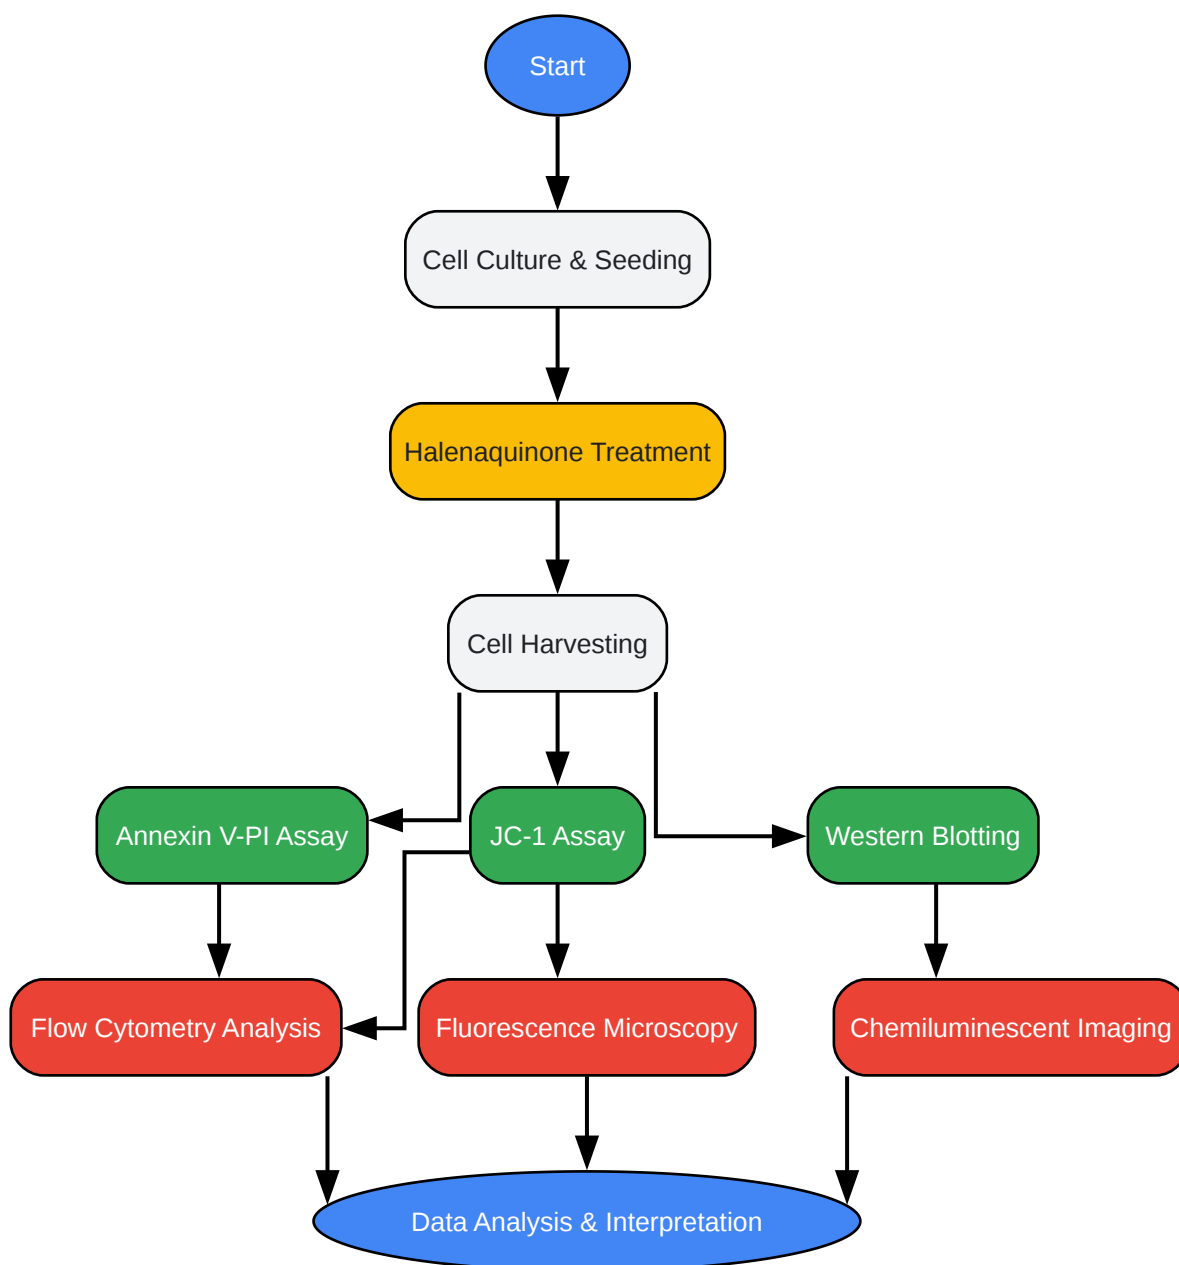 Start
Cell Culture & Seeding
Halenaquinone Treatment
Cell Harvesting
Annexin V-PI Assay
JC-1 Assay
Western Blotting
Flow Cytometry Analysis
Fluorescence Microscopy
Chemiluminescent Imaging
Data Analysis & Interpretation